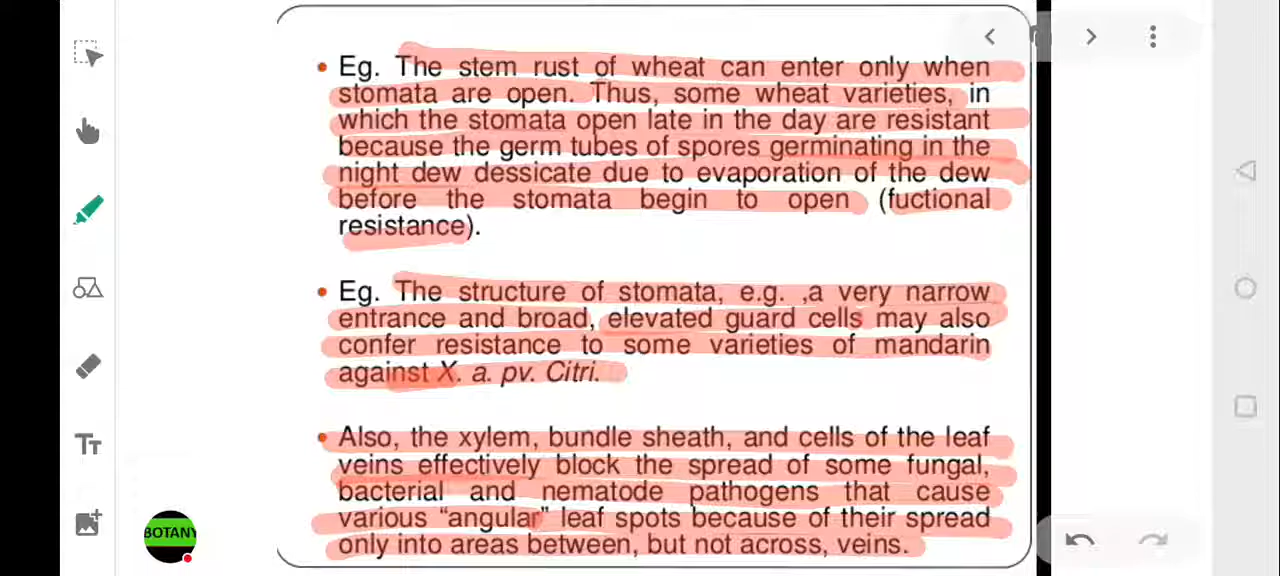 • Eg. The stem rust of wheat can enter only when
stomata are open. Thus, some wheat varieties, in
which the stomata open late in the day are resistant
because the germ tubes of spores germinating in the
night dew dessicate due to evaporation of the dew
before the stomata begin to open (fuctional
resistance).
• Eg. The structure of stomata, e.g. ,a very narrow
entrance and broad, elevated guard cells may also
confer resistance to some varieties of mandarin
against X. a. pv. Citri.
• Also, the xylem, bundle sheath, and cells of the leaf
veins effectively block the spread of some fungal,
bacterial and nematode pathogens that cause
various “angular” leaf spots because of their spread
only into areas between, but not across, veins.
TT
BOTANY